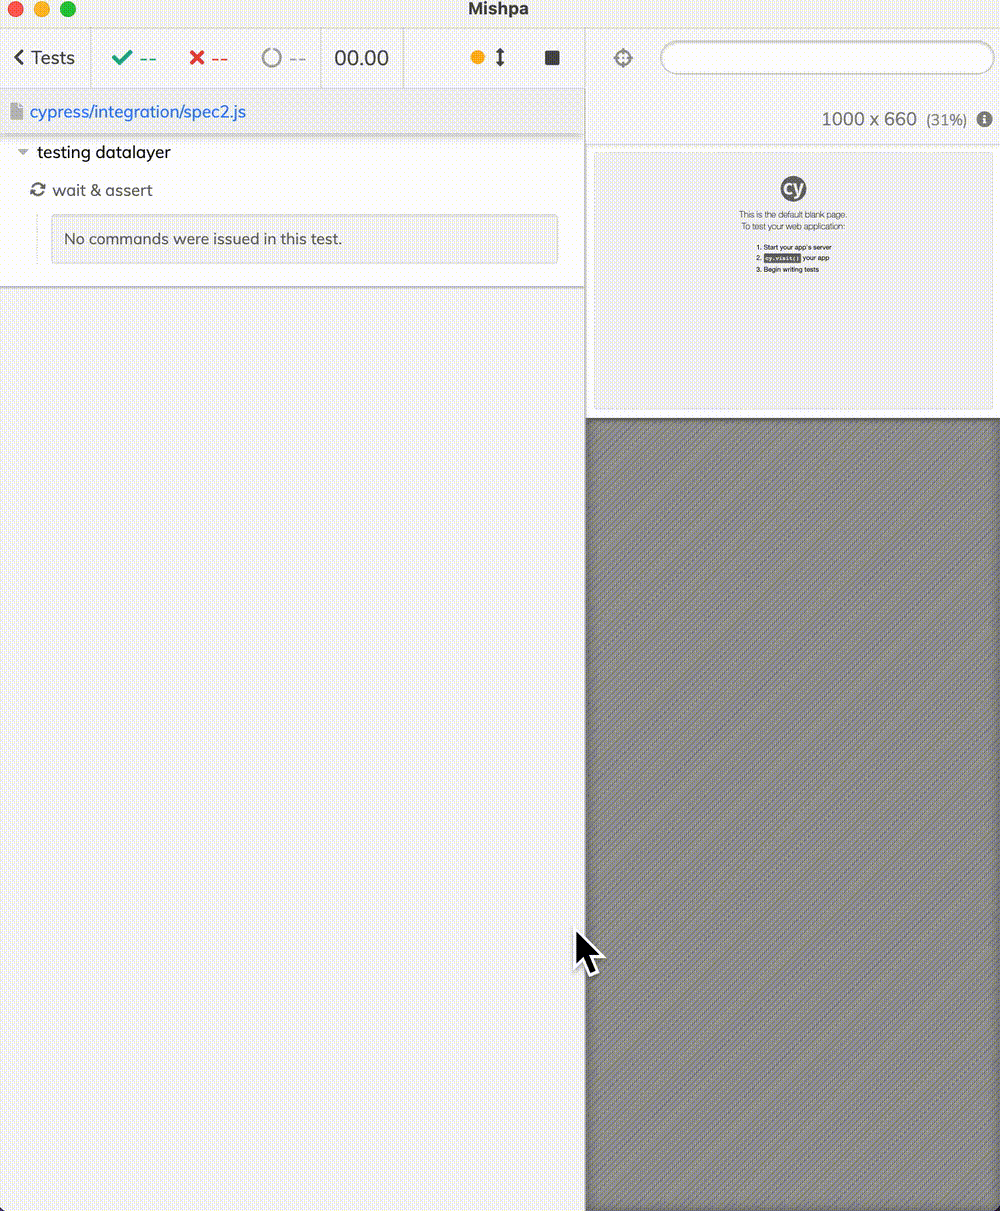 Mishpa
Tests -- -- -- 00.00
cypress/integration/spec2.js
1000 x 660 (31%)
testing datalayer
wait & assert
No commands were issued in this test.
cy
This is the default blank page.
To test your web application:
1. Start your app's server
2. cy.visit() your app
3. Begin writing tests